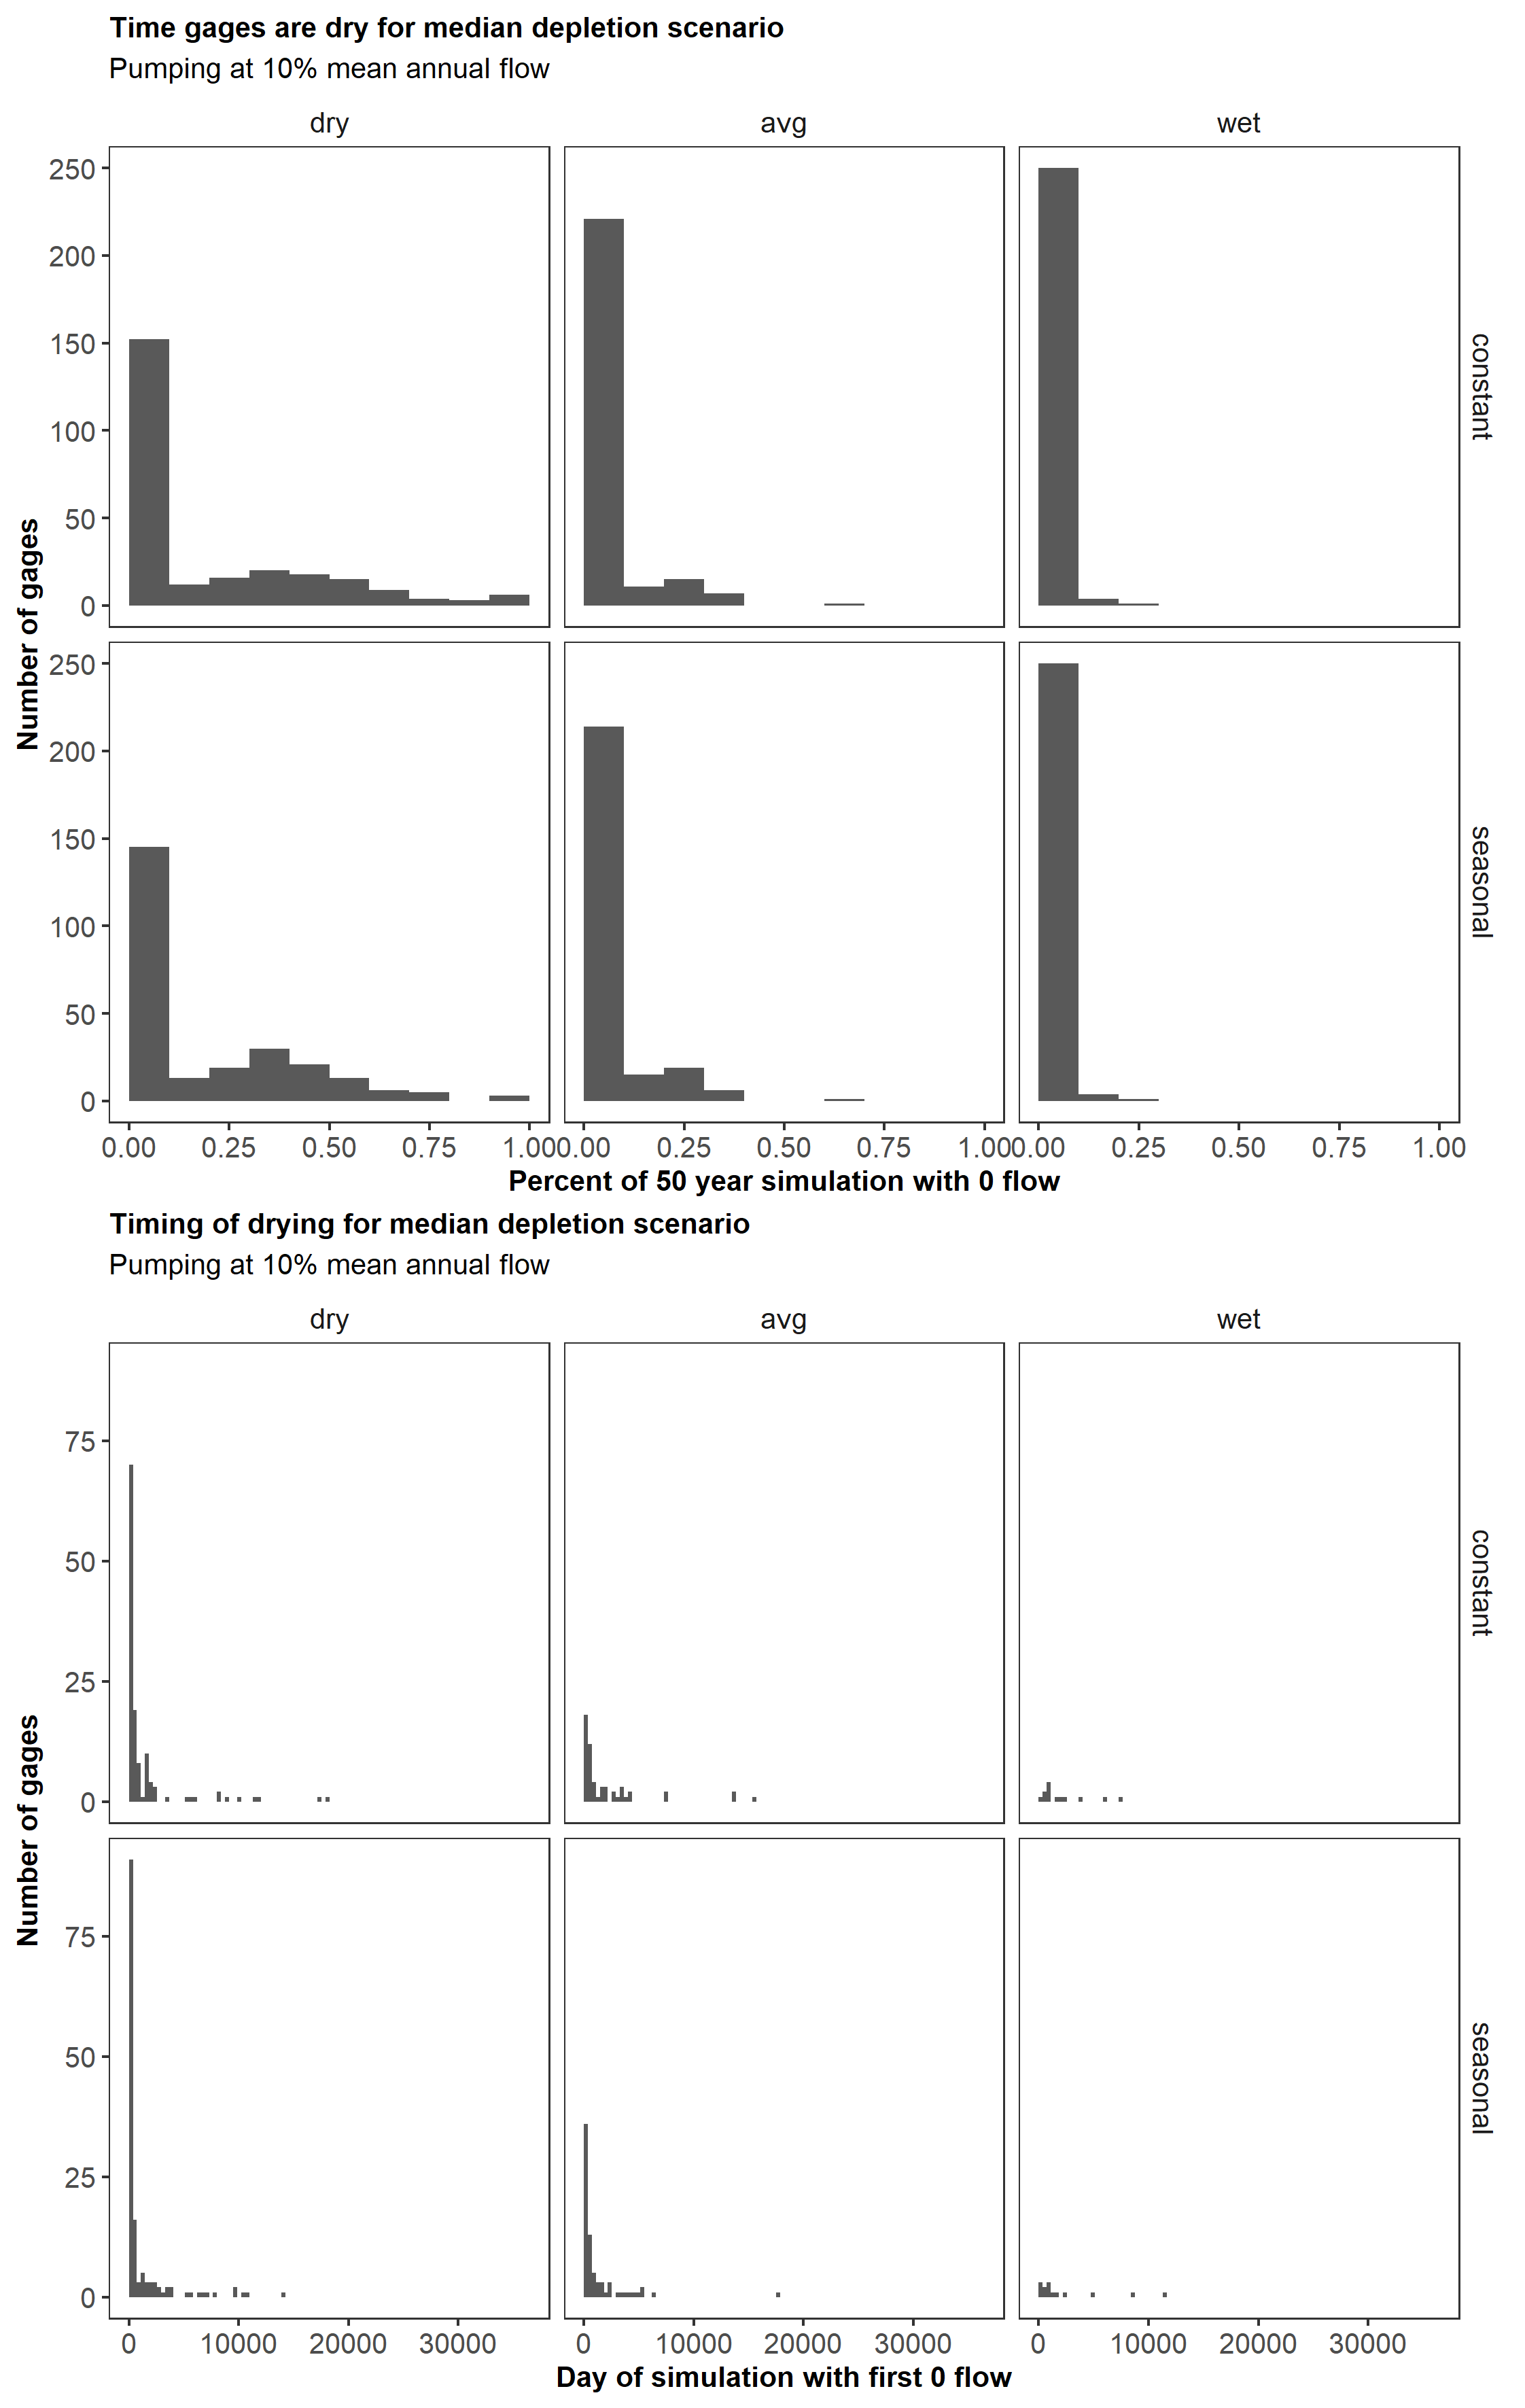 Time gages are dry for median depletion scenario
Pumping at 10% mean annual flow
dry avg wet
250
200
150
100
50
0
constant
250
200
150
100
50
0
seasonal
Number of gages
0.00 0.25 0.50 0.75 1.00 0.00 0.25 0.50 0.75 1.00 0.00 0.25 0.50 0.75 1.00
Percent of 50 year simulation with 0 flow
Timing of drying for median depletion scenario
Pumping at 10% mean annual flow
dry avg wet
75
50
25
0
constant
75
50
25
0
seasonal
Number of gages
0 10000 20000 30000 0 10000 20000 30000 0 10000 20000 30000
Day of simulation with first 0 flow